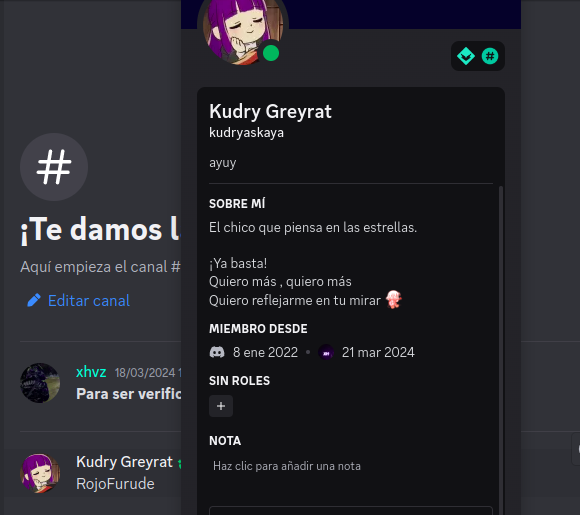 Kudry Greyrat
kudryaskaya
ayuy
SOBRE MÍ
El chico que piensa en las estrellas.
¡Ya basta!
Quiero más , quiero más
Quiero reflejarme en tu mirar
MIEMBRO DESDE
8 ene 2022 • 21 mar 2024
SIN ROLES
+
NOTA
Haz clic para añadir una nota
#
¡Te damos l
Aquí empieza el canal #
Editar canal
xhvz 18/03/2024 1
Para ser verific
Kudry Greyrat
RojoFurude